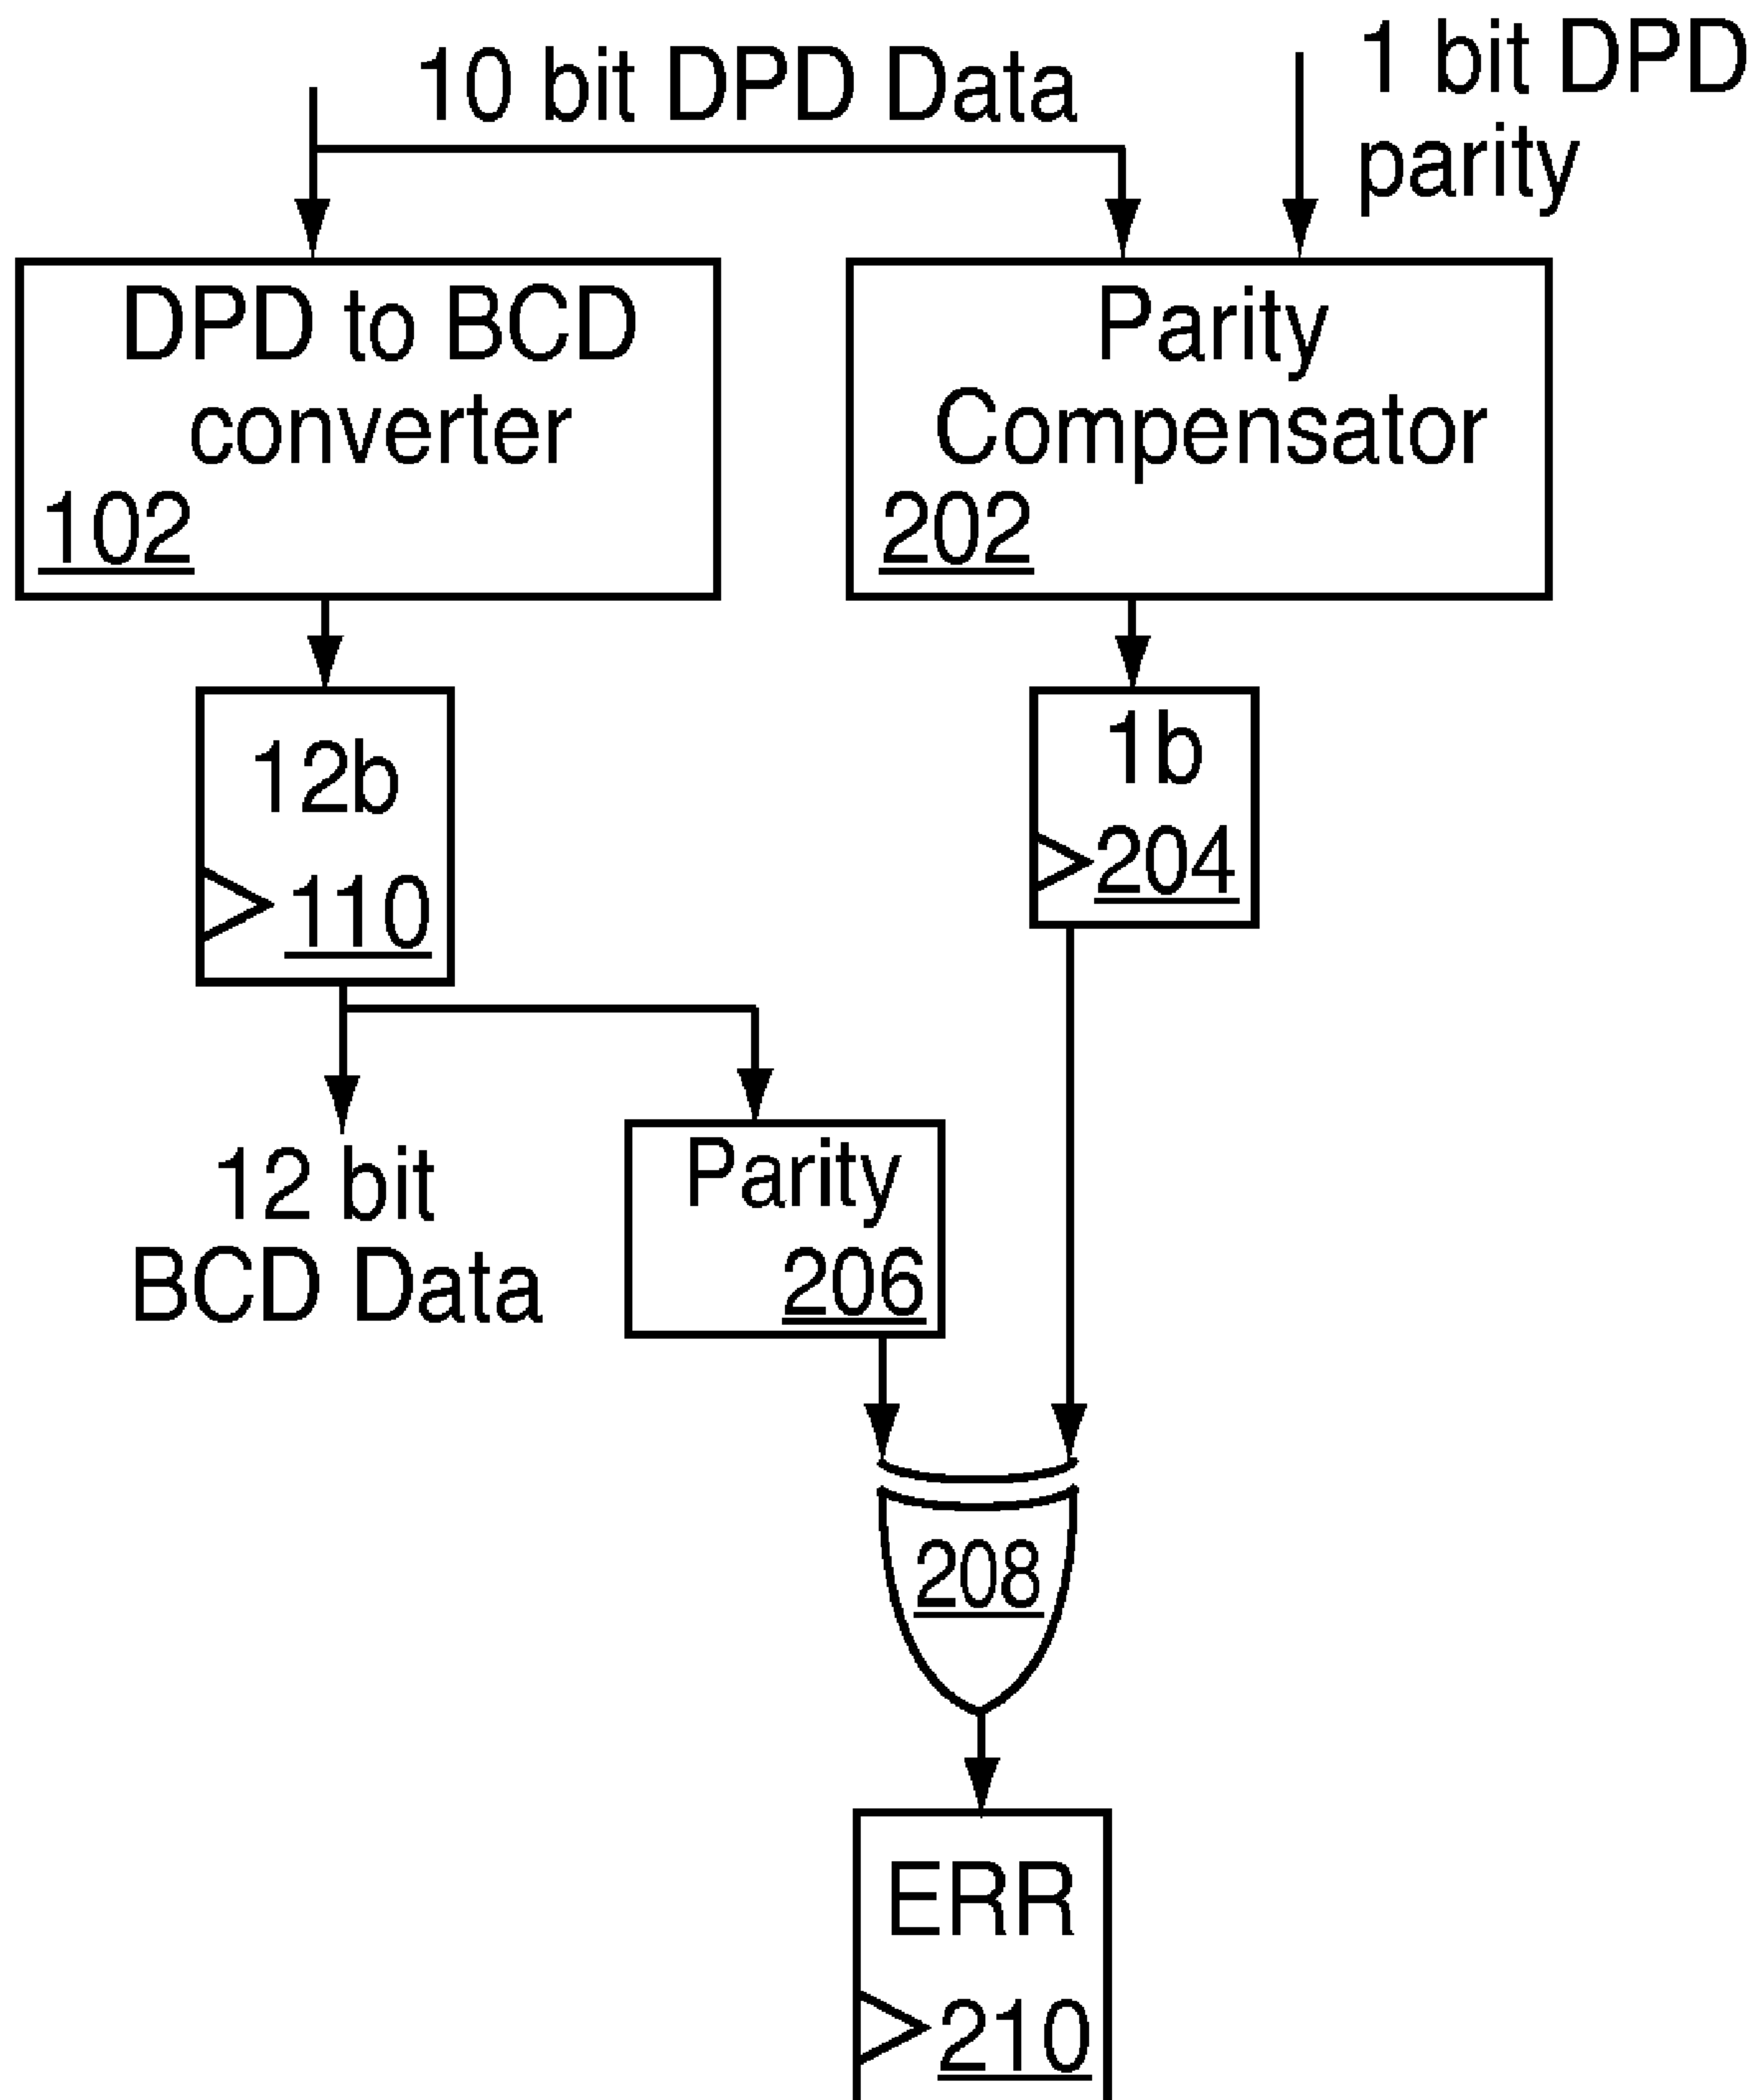 10 bit DPD Data
1 bit DPD
parity
DPD to BCD
converter
102
Parity
Compensator
202
12b
110
1b
204
12 bit
BCD Data
Parity
206
208
ERR
210